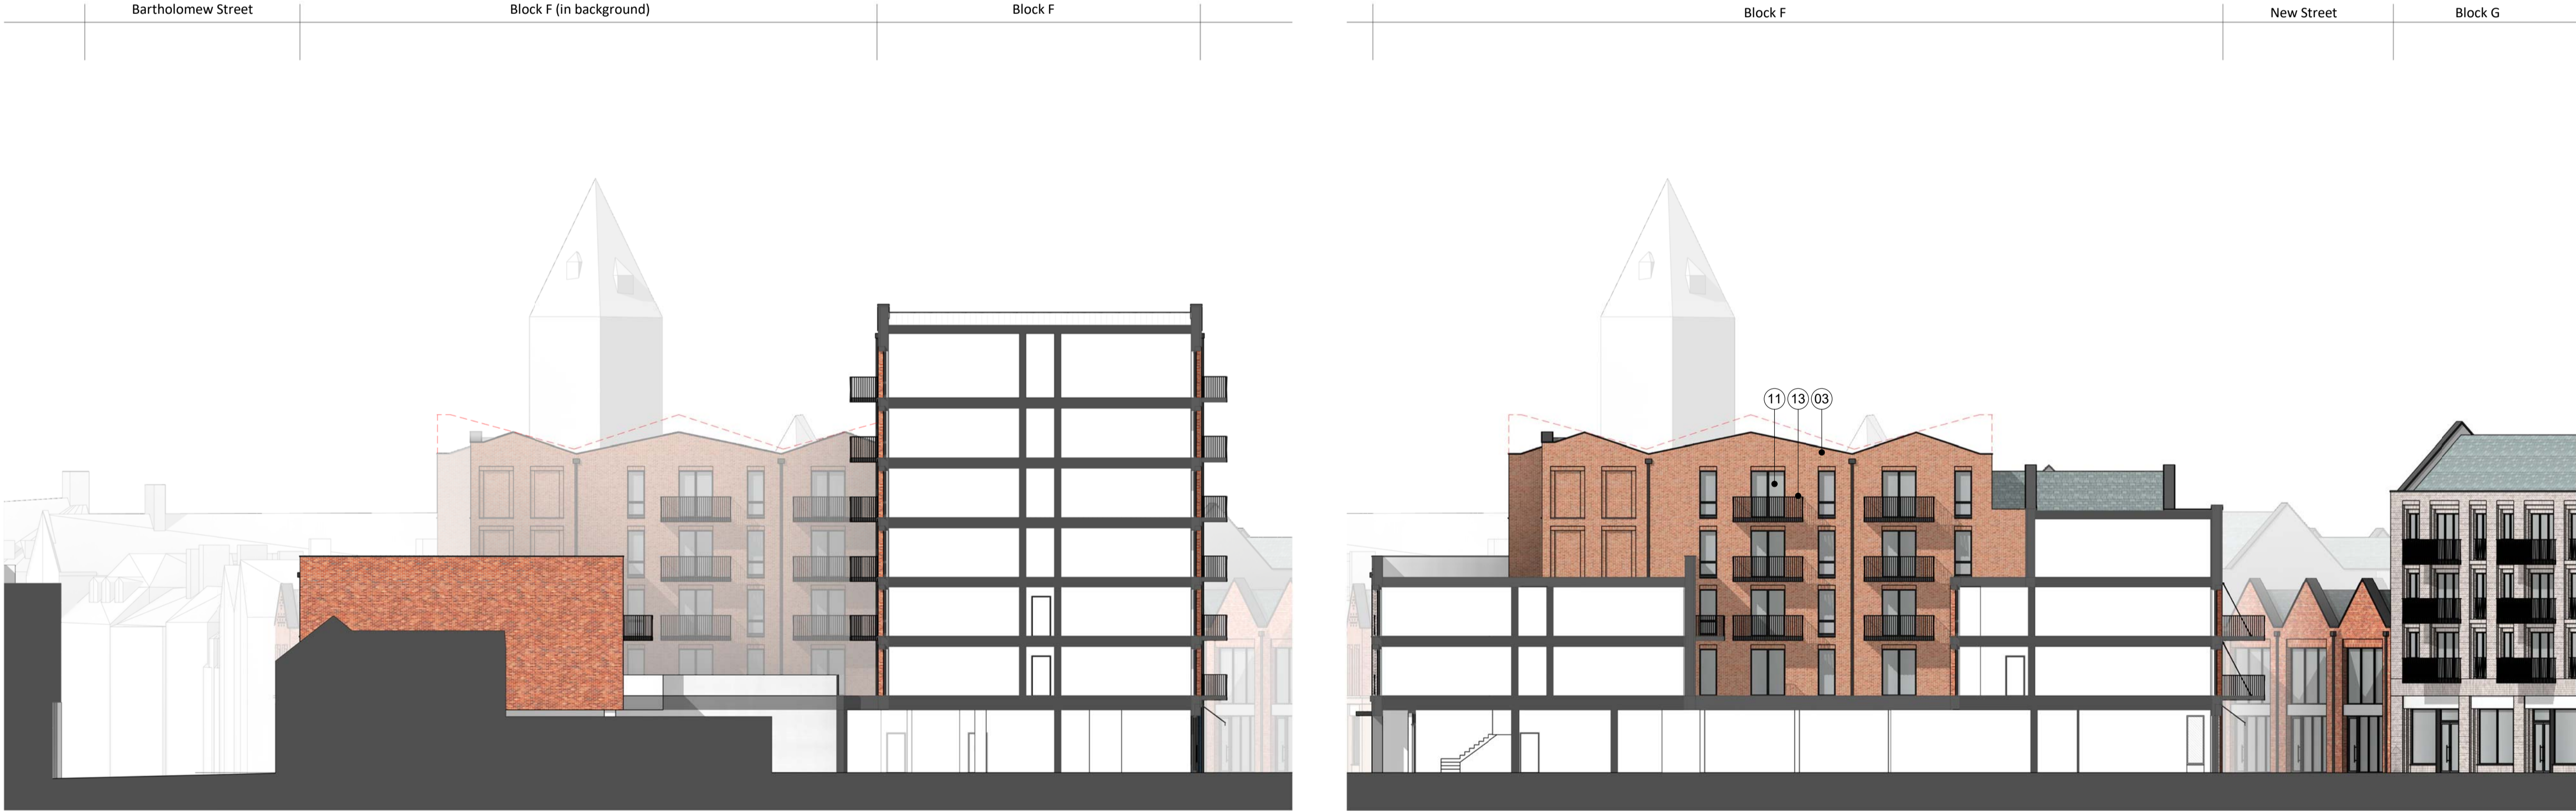 Bartholomew Street
Block F (in background)
Block F
Block F
New Street
Block G
11 13 03